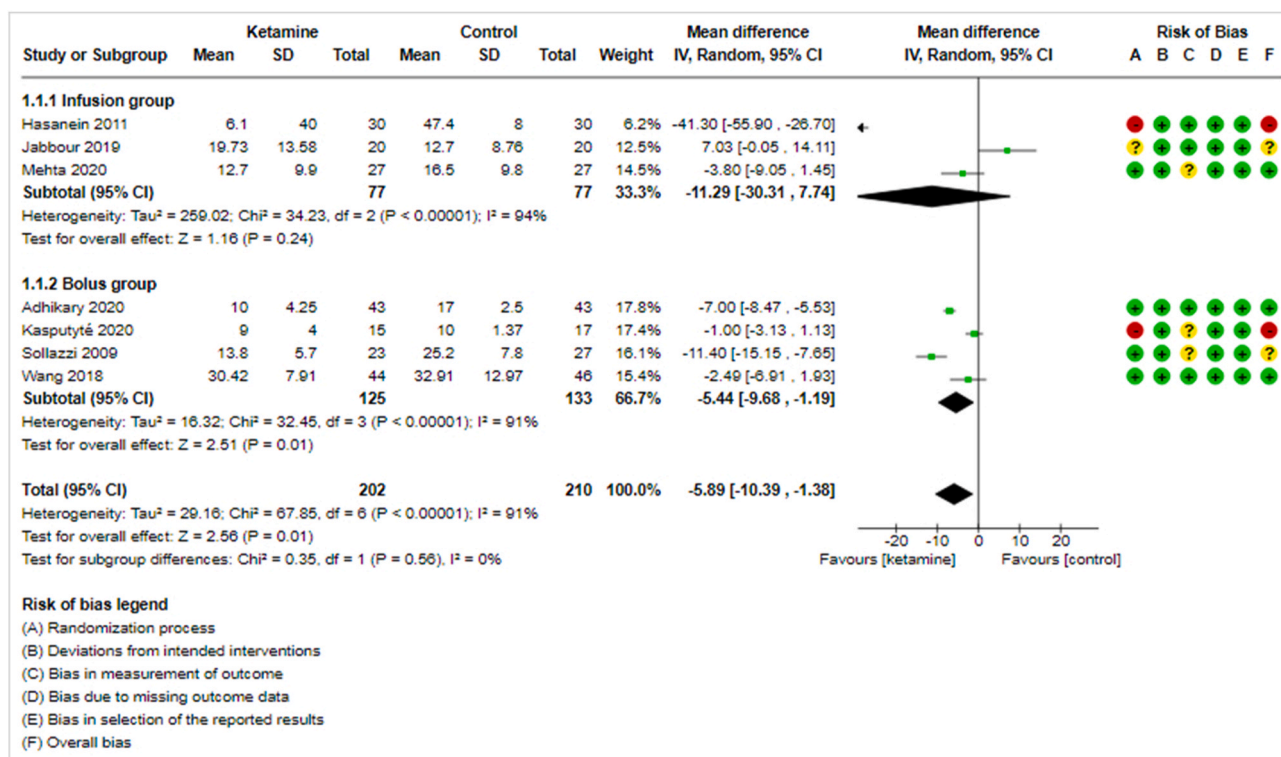 Ketamine Control Mean difference Mean difference Risk of Bias
Study or Subgroup Mean SD Total Mean SD Total Weight IV, Random, 95% CI IV, Random, 95% CI A B C D E F
1.1.1 Infusion group
Hasanein 2011 6.1 40 30 47.4 8 30 6.2% -41.30 [-55.90 , -26.70] - + + + + -
Jabbour 2019 19.73 13.58 20 12.7 8.76 20 12.5% 7.03 [-0.05 , 14.11] ? + + + + ?
Mehta 2020 12.7 9.9 27 16.5 9.8 27 14.5% -3.80 [-9.05 , 1.45] + + ? + + +
Subtotal (95% CI) 77 77 33.3% -11.29 [-30.31 , 7.74]
Heterogeneity: Tau² = 259.02; Chi² = 34.23, df = 2 (P < 0.00001); I² = 94%
Test for overall effect: Z = 1.16 (P = 0.24)
1.1.2 Bolus group
Adhikary 2020 10 4.25 43 17 2.5 43 17.8% -7.00 [-8.47 , -5.53] + + + + + +
Kasputytė 2020 9 4 15 10 1.37 17 17.4% -1.00 [-3.13 , 1.13] - + ? + + -
Sollazzi 2009 13.8 5.7 23 25.2 7.8 27 16.1% -11.40 [-15.15 , -7.65] + + ? + + ?
Wang 2018 30.42 7.91 44 32.91 12.97 46 15.4% -2.49 [-6.91 , 1.93] + + + + + +
Subtotal (95% CI) 125 133 66.7% -5.44 [-9.68 , -1.19]
Heterogeneity: Tau² = 16.32; Chi² = 32.45, df = 3 (P < 0.00001); I² = 91%
Test for overall effect: Z = 2.51 (P = 0.01)
Total (95% CI) 202 210 100.0% -5.89 [-10.39 , -1.38]
Heterogeneity: Tau² = 29.16; Chi² = 67.85, df = 6 (P < 0.00001); I² = 91%
Test for overall effect: Z = 2.56 (P = 0.01)
-20 -10 0 10 20
Test for subgroup differences: Chi² = 0.35, df = 1 (P = 0.56), I² = 0%
Favours [ketamine] Favours [control]
Risk of bias legend
(A) Randomization process
(B) Deviations from intended interventions
(C) Bias in measurement of outcome
(D) Bias due to missing outcome data
(E) Bias in selection of the reported results
(F) Overall bias